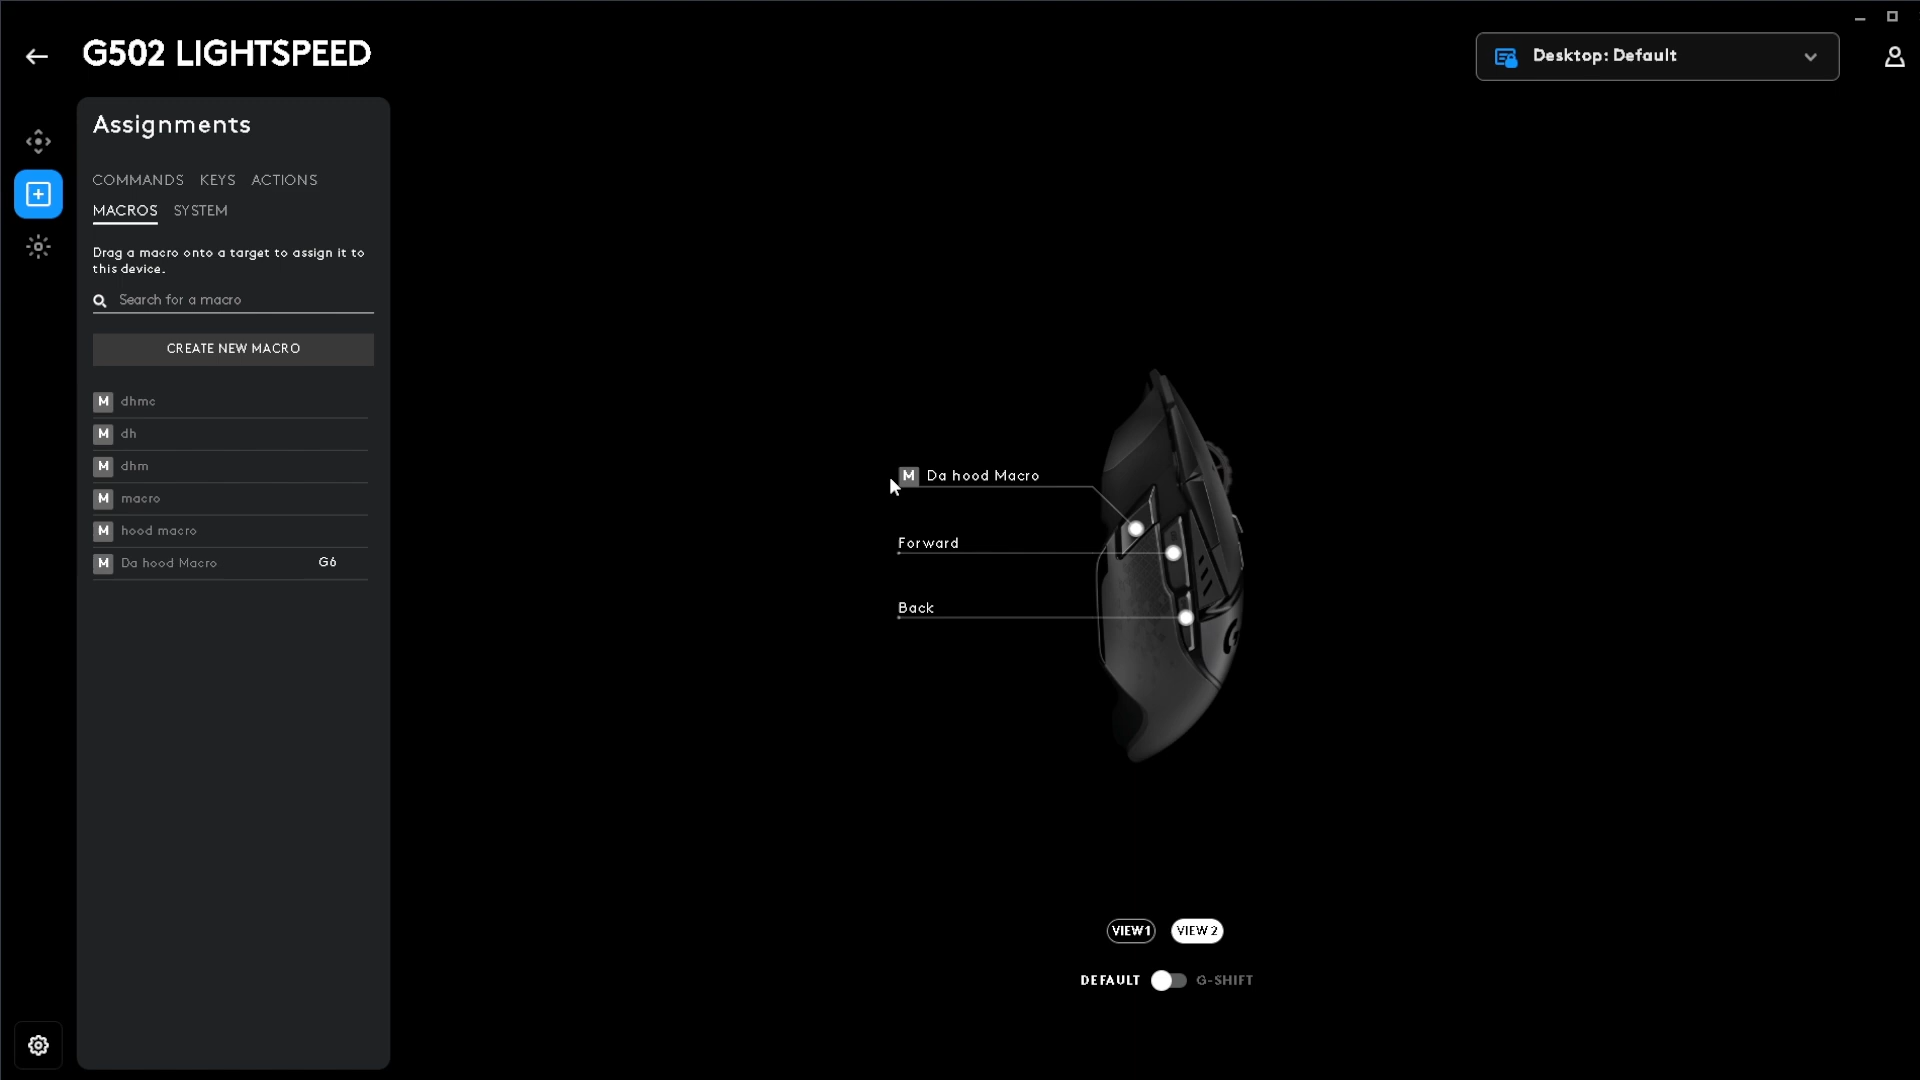 G502 LIGHTSPEED
Desktop: Default
Assignments
COMMANDS KEYS ACTIONS
MACROS SYSTEM
Drag a macro onto a target to assign it to
this device.
Search for a macro
CREATE NEW MACRO
M dhmc
M dh
M dhm
M macro
M hood macro
M Da hood Macro G6
M Da hood Macro
Forward
Back
G
VIEW 1 VIEW 2
DEFAULT G-SHIFT